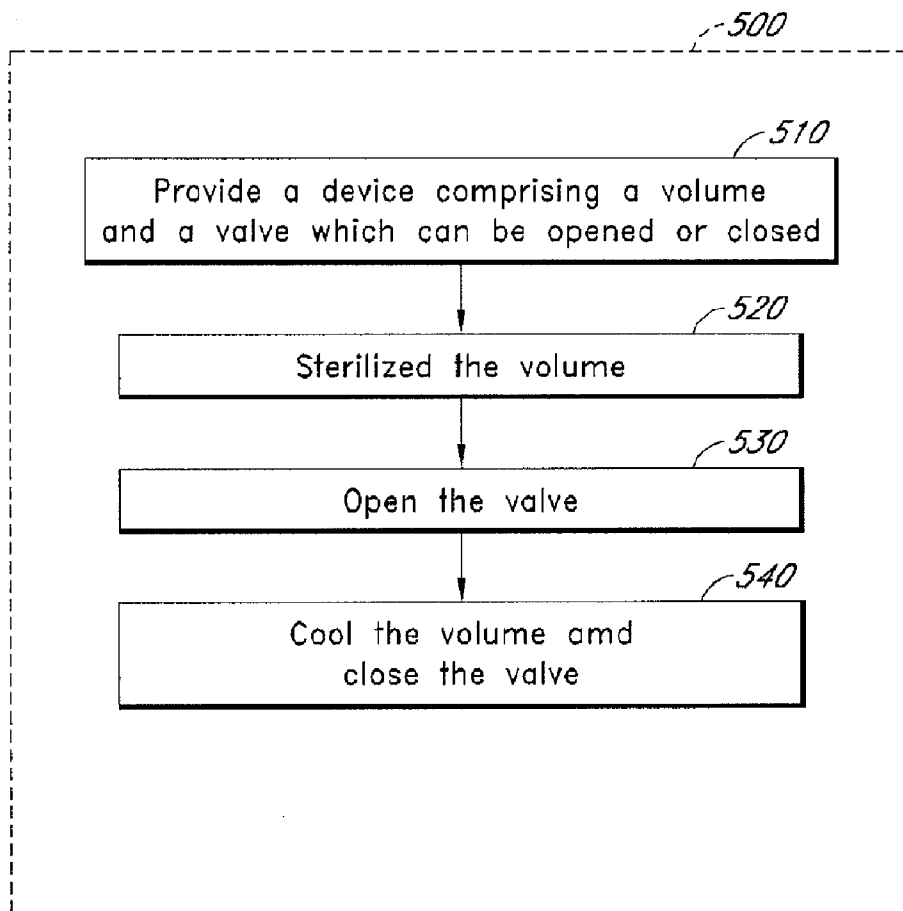 500
510
Provide a device comprising a volume
and a valve which can be opened or closed
520
Sterilized the volume
530
Open the valve
540
Cool the volume amd
close the valve